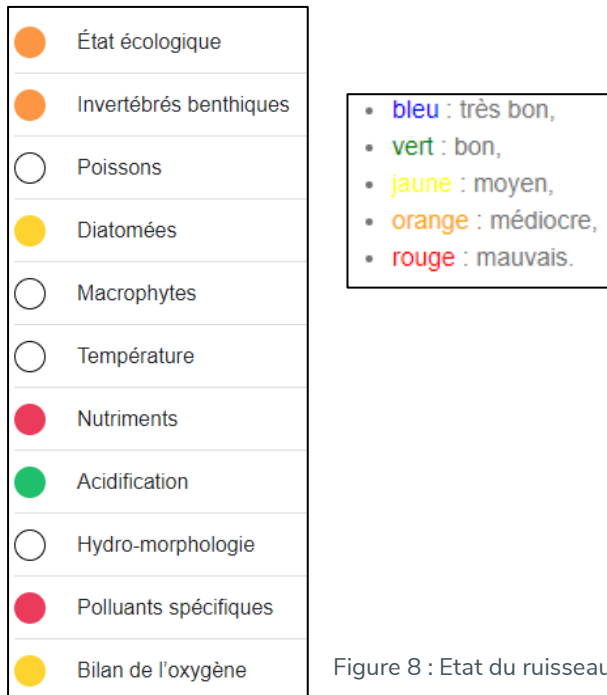 État écologique
Invertébrés benthiques
Poissons
Diatomées
Macrophytes
Température
Nutriments
Acidification
Hydro-morphologie
Polluants spécifiques
Bilan de l'oxygène
• bleu : très bon,
• vert : bon,
• jaune : moyen,
• orange : médiocre,
• rouge : mauvais.
Figure 8 : Etat du ruisseau